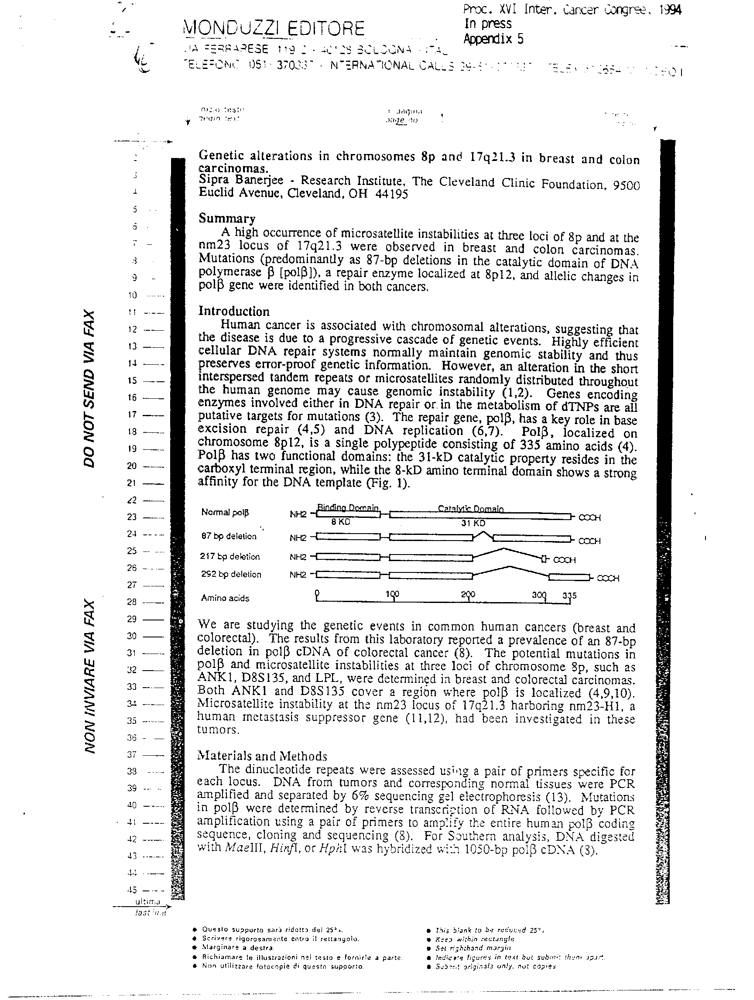 Proc. XVI Inter. Cancer Congree. 1994
In press
Appendix 5
MONDUZZI EDITORE
VIA FERRARESE 119 2 - 40128 BOLOGNA - ITAL
TELEFONO 051- 370337 - INTERNATIONAL CALLS
inizio testo
begin text
n. pagina
page no
Genetic alterations in chromosomes 8p and 17q21.3 in breast and colon
carcinomas.
Sipra Banerjee - Research Institute, The Cleveland Clinic Foundation, 9500
Euclid Avenue, Cleveland, OH 44195
Summary
A high occurrence of microsatellite instabilities at three loci of 8p and at the
nm23 locus of 17q21.3 were observed in breast and colon carcinomas.
Mutations (predominantly as 87-bp deletions in the catalytic domain of DNA
polymerase β [polβ]), a repair enzyme localized at 8p12, and allelic changes in
polβ gene were identified in both cancers.
Introduction
Human cancer is associated with chromosomal alterations, suggesting that
the disease is due to a progressive cascade of genetic events. Highly efficient
cellular DNA repair systems normally maintain genomic stability and thus
preserves error-proof genetic information. However, an alteration in the short
interspersed tandem repeats or microsatellites randomly distributed throughout
the human genome may cause genomic instability (1,2). Genes encoding
enzymes involved either in DNA repair or in the metabolism of dTNPs are all
putative targets for mutations (3). The repair gene, polβ, has a key role in base
excision repair (4,5) and DNA replication (6,7). Polβ, localized on
chromosome 8p12, is a single polypeptide consisting of 335 amino acids (4).
Polβ has two functional domains: the 31-kD catalytic property resides in the
carboxyl terminal region, while the 8-kD amino terminal domain shows a strong
affinity for the DNA template (Fig. 1).
Normal polβ NH2 Binding Domain Catalytic Domain COOH
8 KD 31 KD
87 bp deletion NH2 COOH
217 bp deletion NH2 COOH
292 bp deletion NH2 COOH
Amino acids 0 100 200 300 335
We are studying the genetic events in common human cancers (breast and
colorectal). The results from this laboratory reported a prevalence of an 87-bp
deletion in polβ cDNA of colorectal cancer (8). The potential mutations in
polβ and microsatellite instabilities at three loci of chromosome 8p, such as
ANK1, D8S135, and LPL, were determined in breast and colorectal carcinomas.
Both ANK1 and D8S135 cover a region where polβ is localized (4,9,10).
Microsatellite instability at the nm23 locus of 17q21.3 harboring nm23-H1, a
human metastasis suppressor gene (11,12), had been investigated in these
tumors.
Materials and Methods
The dinucleotide repeats were assessed using a pair of primers specific for
each locus. DNA from tumors and corresponding normal tissues were PCR
amplified and separated by 6% sequencing gel electrophoresis (13). Mutations
in polβ were determined by reverse transcription of RNA followed by PCR
amplification using a pair of primers to amplify the entire human polβ coding
sequence, cloning and sequencing (8). For Southern analysis, DNA digested
with MaeIII, HinfI, or HphI was hybridized with 1050-bp polβ cDNA (8).
2
3
4
5
6
7
8
9
10
11
12
13
14
15
16
17
18
19
20
21
22
23
24
25
26
27
28
29
30
31
32
33
34
35
36
37
38
39
40
41
42
43
44
45
ultima
last line
DO NOT SEND VIA FAX
NON INVIARE VIA FAX
● Questo supporto sarà ridotto del 25%.
● Scrivere rigorosamente entro il rettangolo.
● Marginare a destra.
● Richiamare le illustrazioni nel testo e fornirle a parte.
● Non utilizzare fotocopie di questo supporto.
● This blank to be reduced 25%.
● Keep within rectangle
● Set righthand margin
● Indicate figures in text but submit them apart.
● Submit originals only, not copies